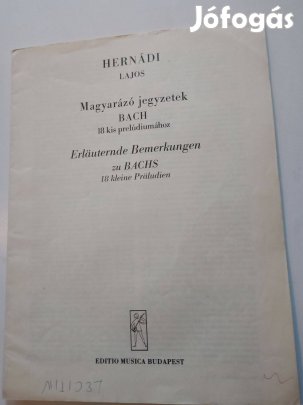 Jófogás
HERNÁDI
LAJOS
Magyarázó jegyzetek
BACH
18 kis prelúdiumához
Erläuternde Bemerkungen
zu BACHS
18 kleine Präludien
EDITIO MUSICA BUDAPEST